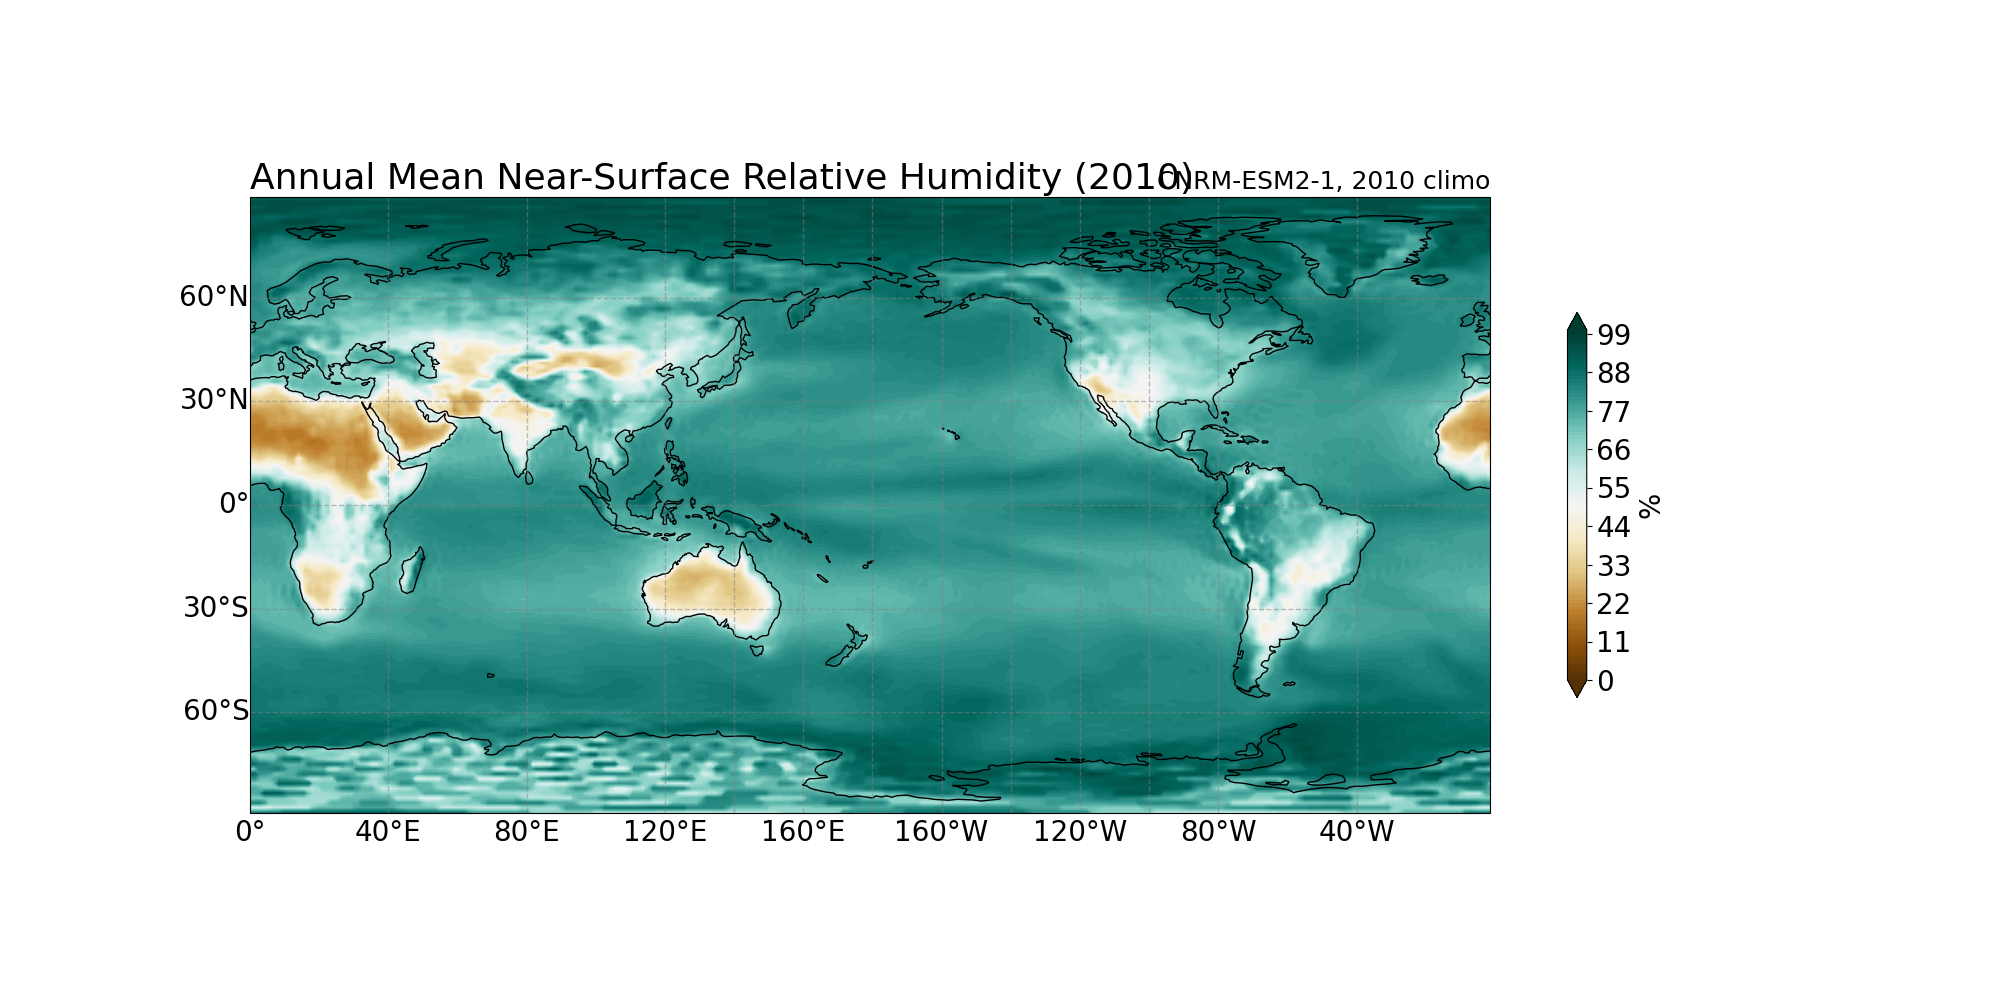 Annual Mean Near-Surface Relative Humidity (2010)
CNRM-ESM2-1, 2010 climo
60°N
30°N
0°
30°S
60°S
0° 40°E 80°E 120°E 160°E 160°W 120°W 80°W 40°W
99
88
77
66
55
44
33
22
11
0
%